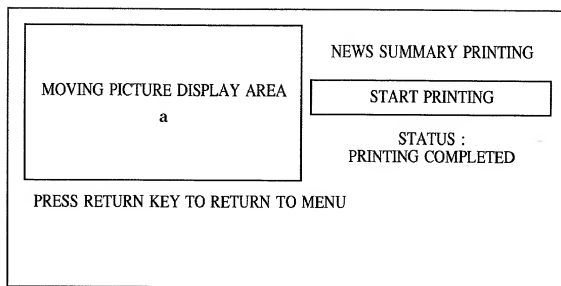 MOVING PICTURE DISPLAY AREA
a
NEWS SUMMARY PRINTING
START PRINTING
STATUS :
PRINTING COMPLETED
PRESS RETURN KEY TO RETURN TO MENU